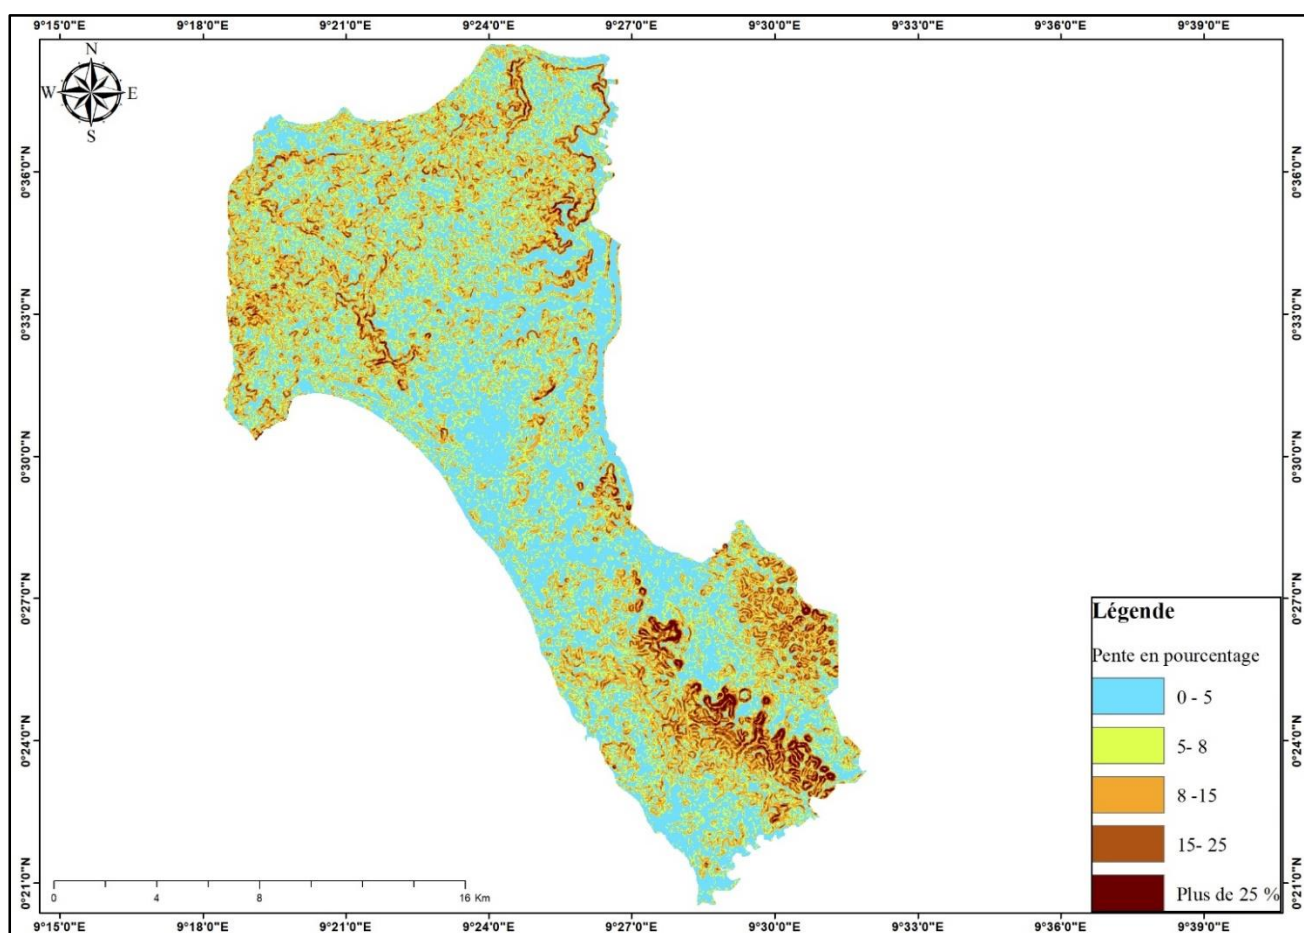 9°15'0"E 9°18'0"E 9°21'0"E 9°24'0"E 9°27'0"E 9°30'0"E 9°33'0"E 9°36'0"E 9°39'0"E
N
W E
S
0°36'0"N 0°36'0"N
0°33'0"N 0°33'0"N
0°30'0"N 0°30'0"N
0°27'0"N 0°27'0"N
Légende
Pente en pourcentage
0 - 5
5- 8
0°24'0"N 0°24'0"N
8 -15
15- 25
0°21'0"N 0°21'0"N
Plus de 25 %
0 4 8 16 Km
9°15'0"E 9°18'0"E 9°21'0"E 9°24'0"E 9°27'0"E 9°30'0"E 9°33'0"E 9°36'0"E 9°39'0"E